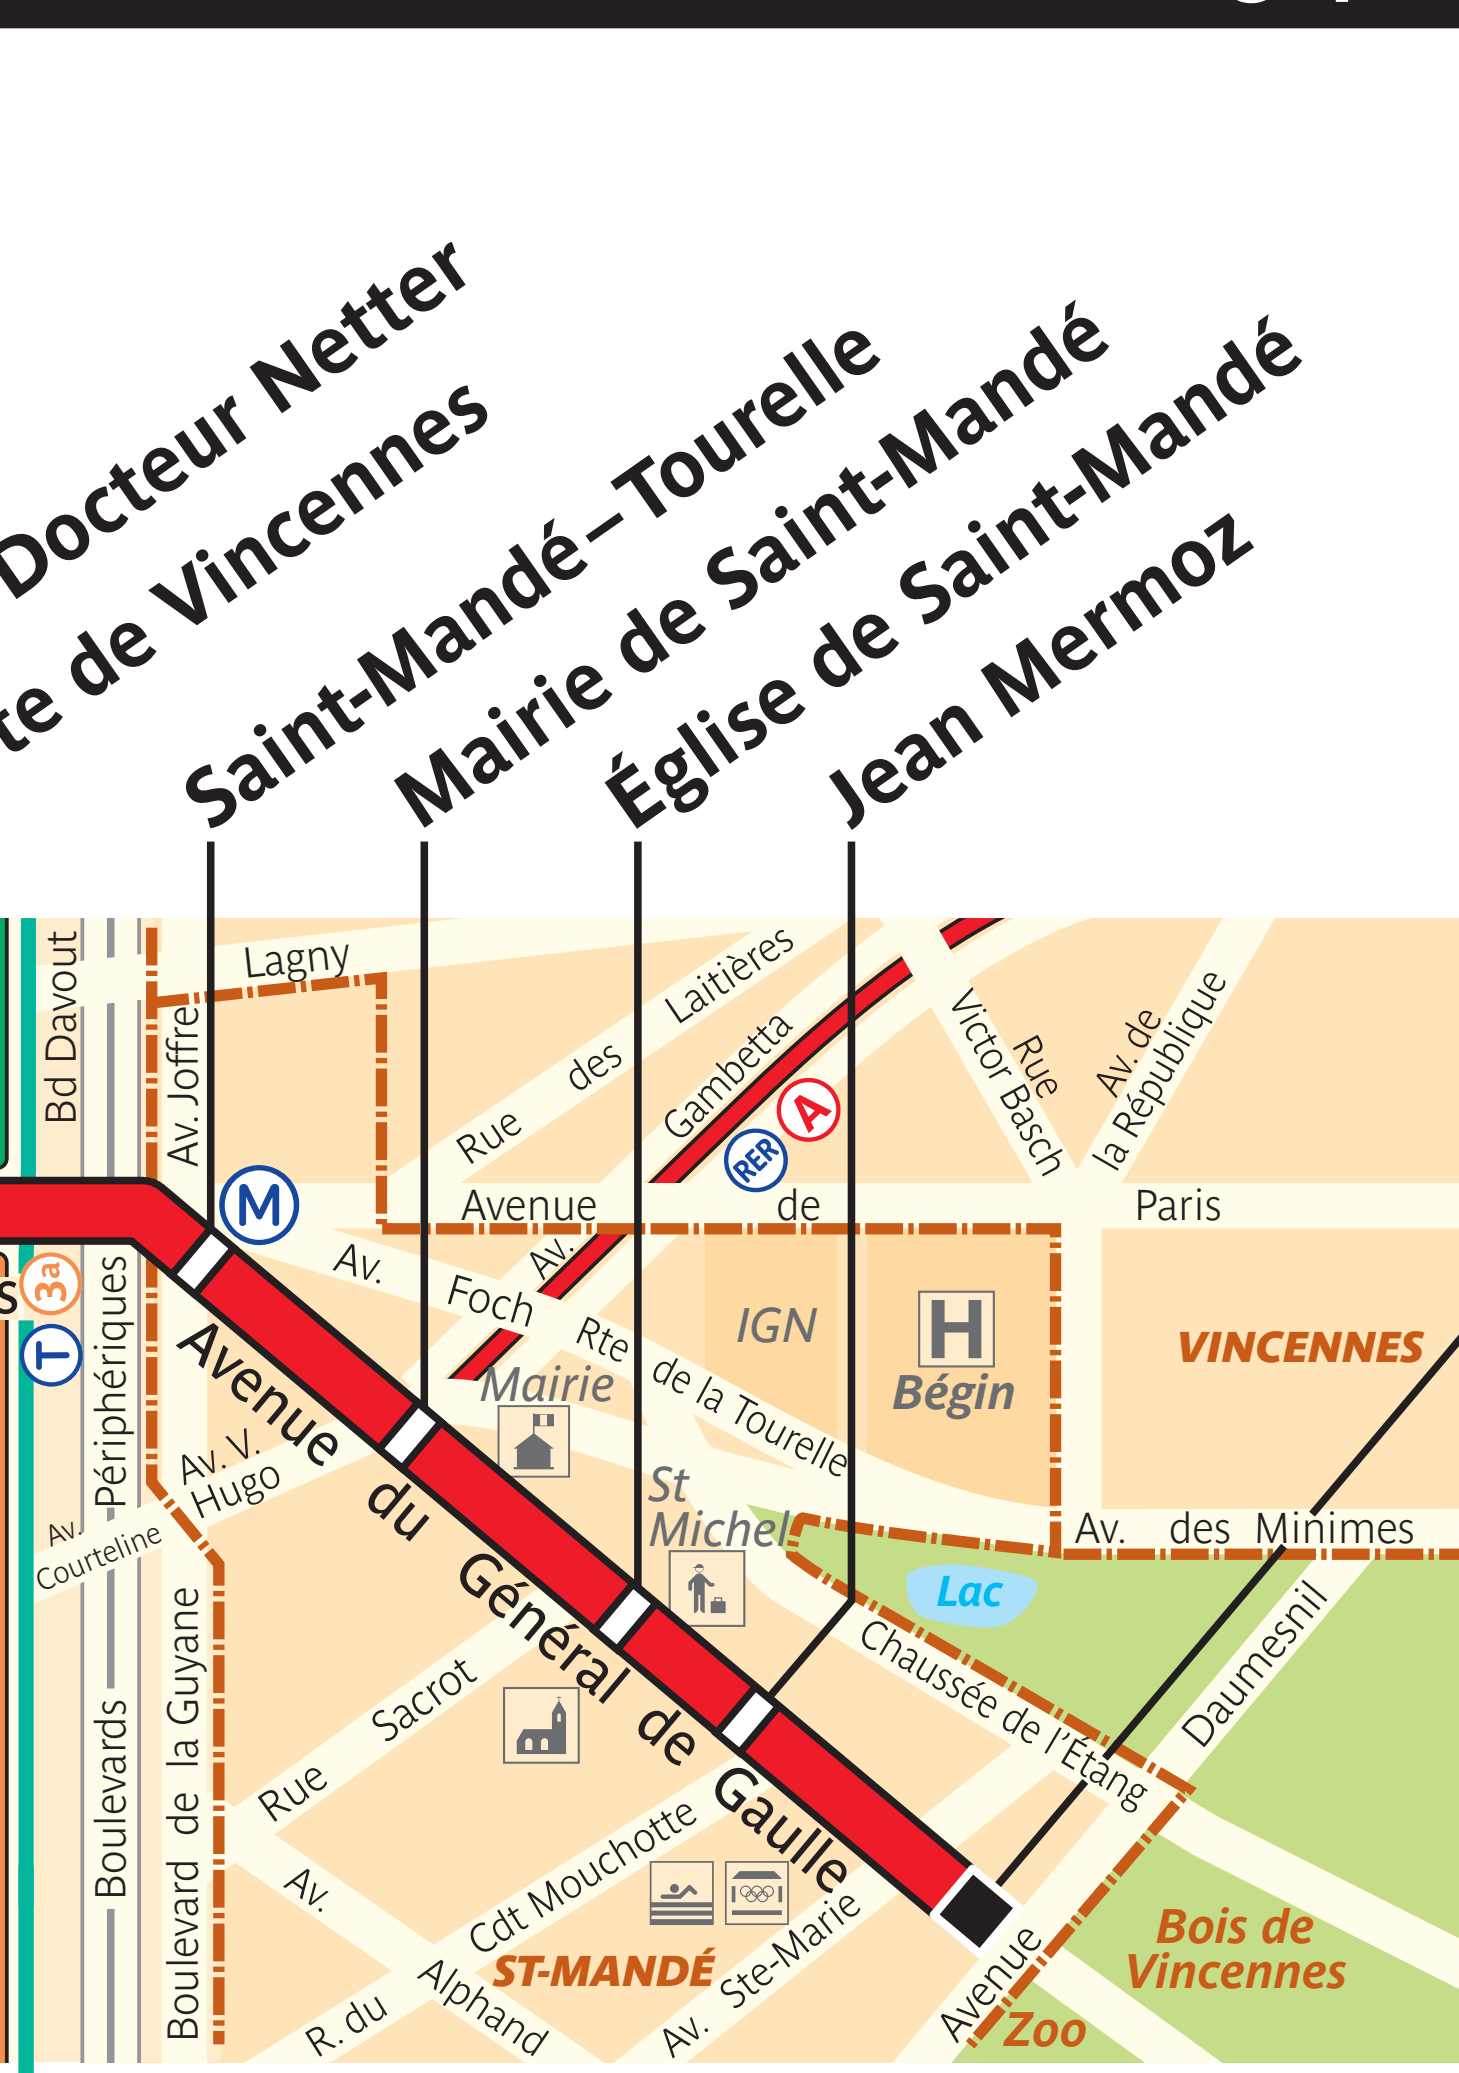 Docteur Netter
te de Vincennes
Saint-Mandé–Tourelle
Mairie de Saint-Mandé
Église de Saint-Mandé
Jean Mermoz
Bd Davout
Lagny
Av. Joffre
Rue des Laitières
Av. Gambetta
RER
A
Rue
Victor Basch
Av. de
la République
M
Avenue de Paris
s
3a
T
Boulevards Périphériques
Av. Foch
Rte de la Tourelle
IGN
H
Bégin
VINCENNES
Mairie
Avenue du Général de Gaulle
Av. V.
Hugo
Av.
Courteline
St
Michel
Av. des Minimes
Lac
Boulevard de la Guyane
Rue Sacrot
Chaussée de l'Étang
Avenue Daumesnil
Av. Alphand
R. du Cdt Mouchotte
ST-MANDÉ
Av. Ste-Marie
Bois de
Vincennes
Zoo